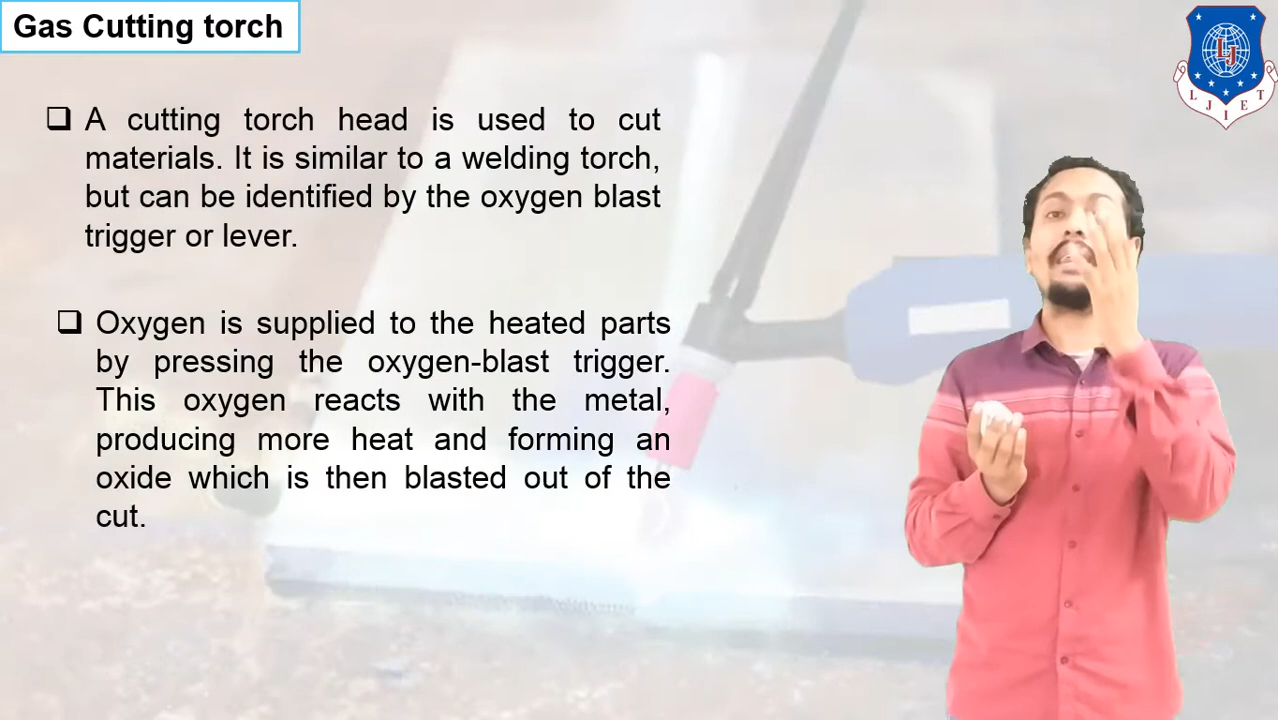 Gas Cutting torch
A cutting torch head is used to cut
materials. It is similar to a welding torch,
but can be identified by the oxygen blast
trigger or lever.
Oxygen is supplied to the heated parts
by pressing the oxygen-blast trigger.
This oxygen reacts with the metal,
producing more heat and forming an
oxide which is then blasted out of the
cut.
LJ
L J I E T